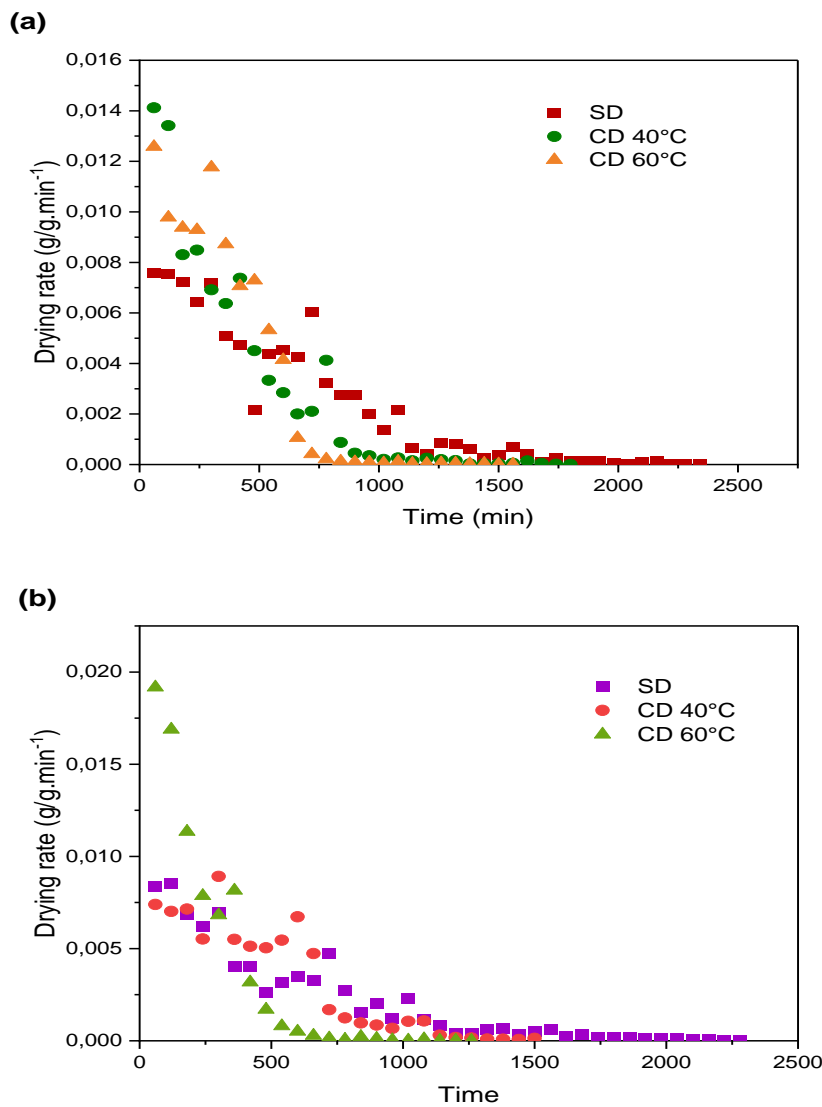 (a)
0,016
0,014
0,012
0,010
0,008
0,006
0,004
0,002
0,000
Drying rate (g/g.min⁻¹)
SD
CD 40°C
CD 60°C
0 500 1000 1500 2000 2500
Time (min)
(b)
0,020
0,015
0,010
0,005
0,000
Drying rate (g/g.min⁻¹)
SD
CD 40°C
CD 60°C
0 500 1000 1500 2000 2500
Time